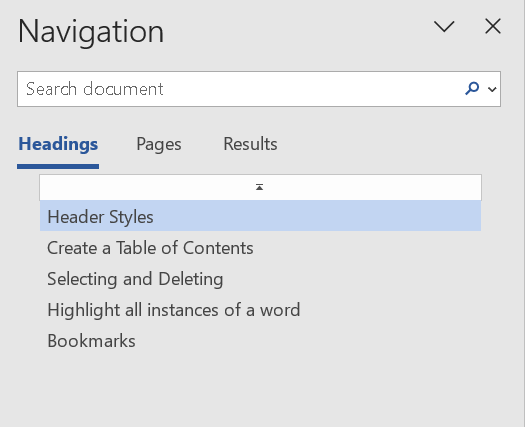 Navigation
Search document
Headings Pages Results
Header Styles
Create a Table of Contents
Selecting and Deleting
Highlight all instances of a word
Bookmarks